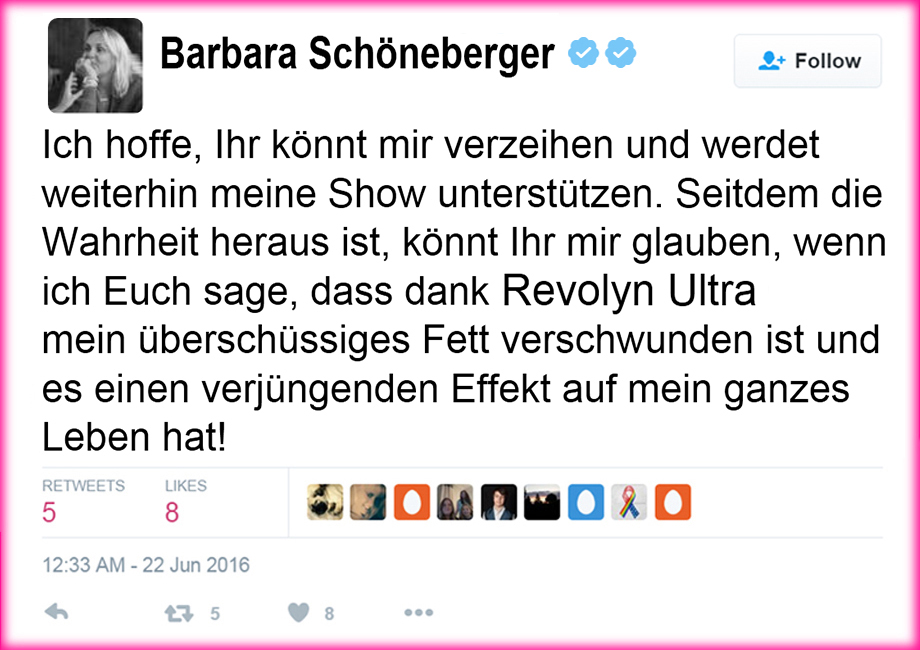 Barbara Schöneberger
Follow
Ich hoffe, Ihr könnt mir verzeihen und werdet
weiterhin meine Show unterstützen. Seitdem die
Wahrheit heraus ist, könnt Ihr mir glauben, wenn
ich Euch sage, dass dank Revolyn Ultra
mein überschüssiges Fett verschwunden ist und
es einen verjüngenden Effekt auf mein ganzes
Leben hat!
RETWEETS LIKES
5 8
12:33 AM - 22 Jun 2016
5 8